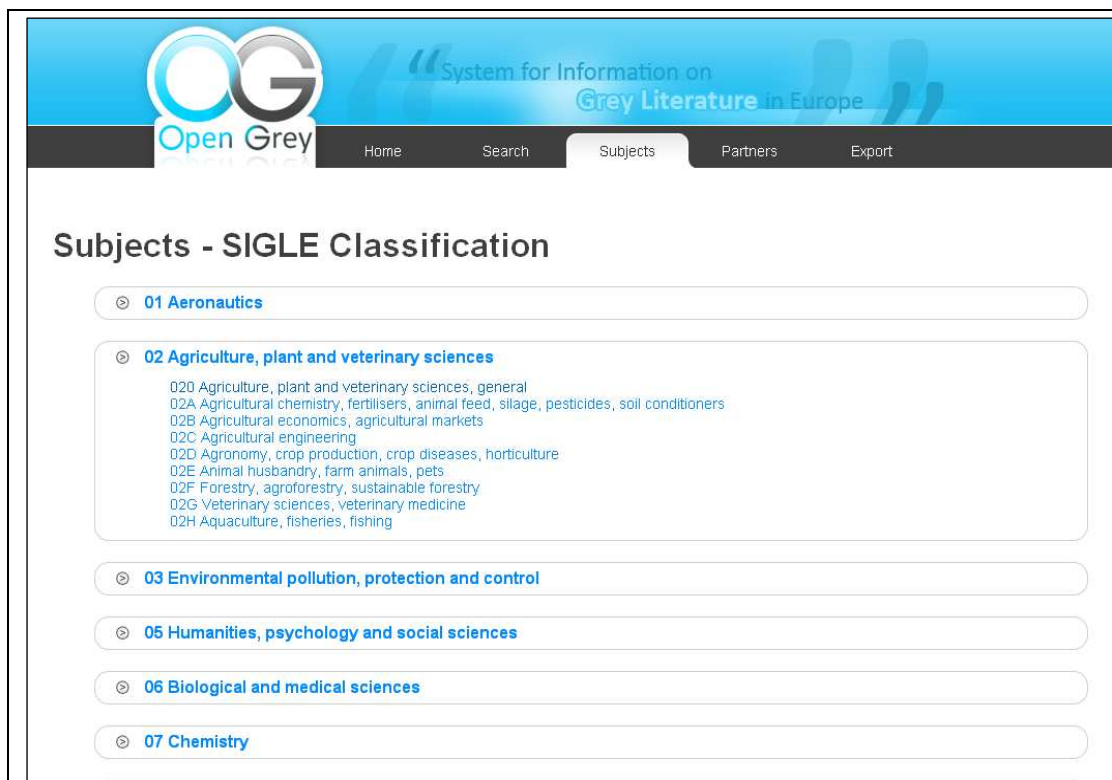 OG
Open Grey
System for Information on
Grey Literature in Europe
Home Search Subjects Partners Export
Subjects - SIGLE Classification
01 Aeronautics
02 Agriculture, plant and veterinary sciences
020 Agriculture, plant and veterinary sciences, general
02A Agricultural chemistry, fertilisers, animal feed, silage, pesticides, soil conditioners
02B Agricultural economics, agricultural markets
02C Agricultural engineering
02D Agronomy, crop production, crop diseases, horticulture
02E Animal husbandry, farm animals, pets
02F Forestry, agroforestry, sustainable forestry
02G Veterinary sciences, veterinary medicine
02H Aquaculture, fisheries, fishing
03 Environmental pollution, protection and control
05 Humanities, psychology and social sciences
06 Biological and medical sciences
07 Chemistry